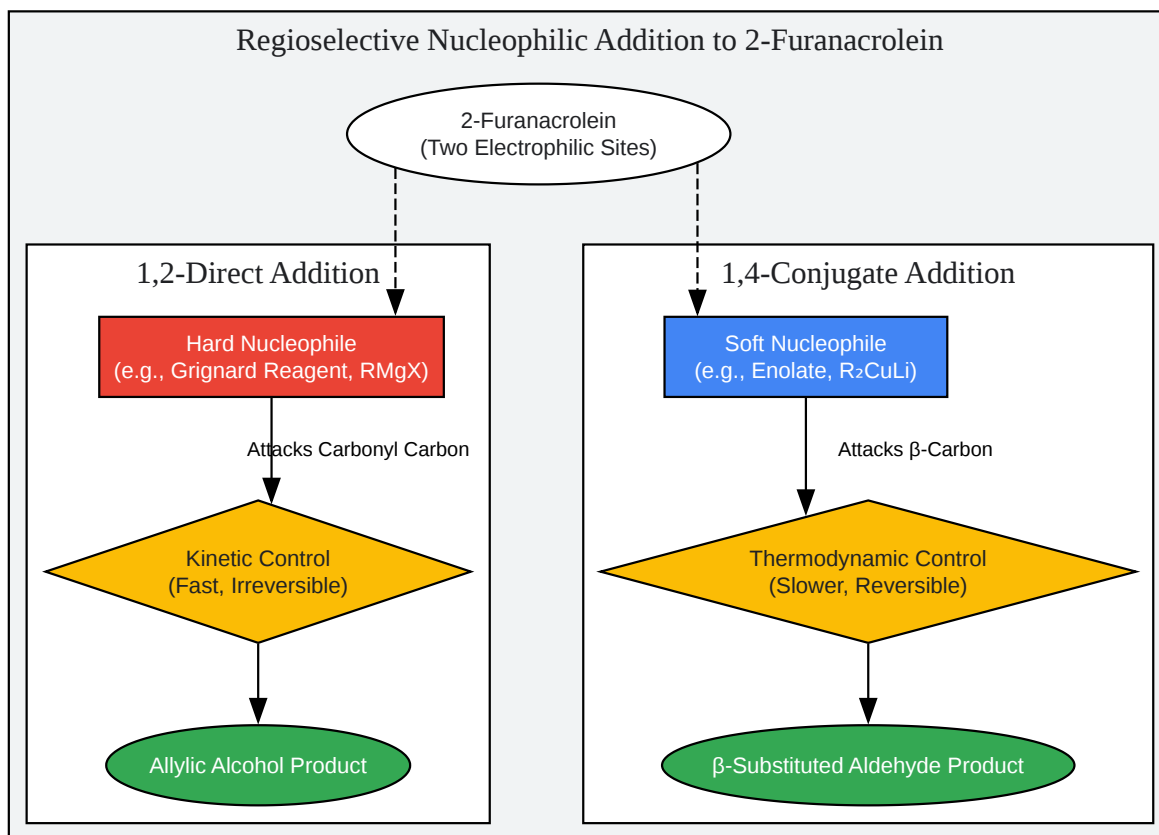 Regioselective Nucleophilic Addition to 2-Furanacrolein
2-Furanacrolein
(Two Electrophilic Sites)
1,2-Direct Addition
Hard Nucleophile
(e.g., Grignard Reagent, RMgX)
Attacks Carbonyl Carbon
Kinetic Control
(Fast, Irreversible)
Allylic Alcohol Product
1,4-Conjugate Addition
Soft Nucleophile
(e.g., Enolate, R₂CuLi)
Attacks β-Carbon
Thermodynamic Control
(Slower, Reversible)
β-Substituted Aldehyde Product